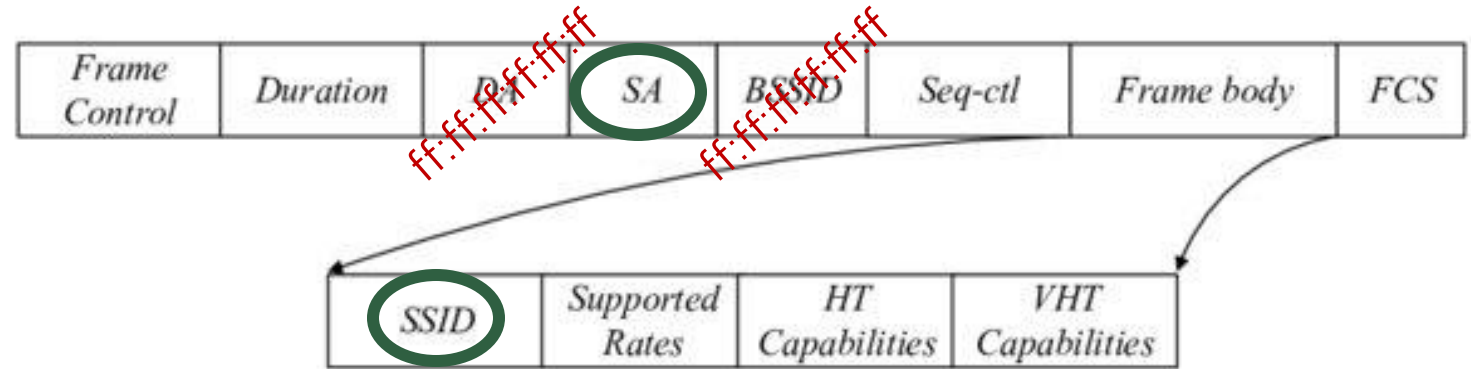 Frame
Control
Duration
DA
ff:ff:ff:ff:ff:ff
SA
BSSID
ff:ff:ff:ff:ff:ff
Seq-ctl
Frame body
FCS
SSID
Supported
Rates
HT
Capabilities
VHT
Capabilities